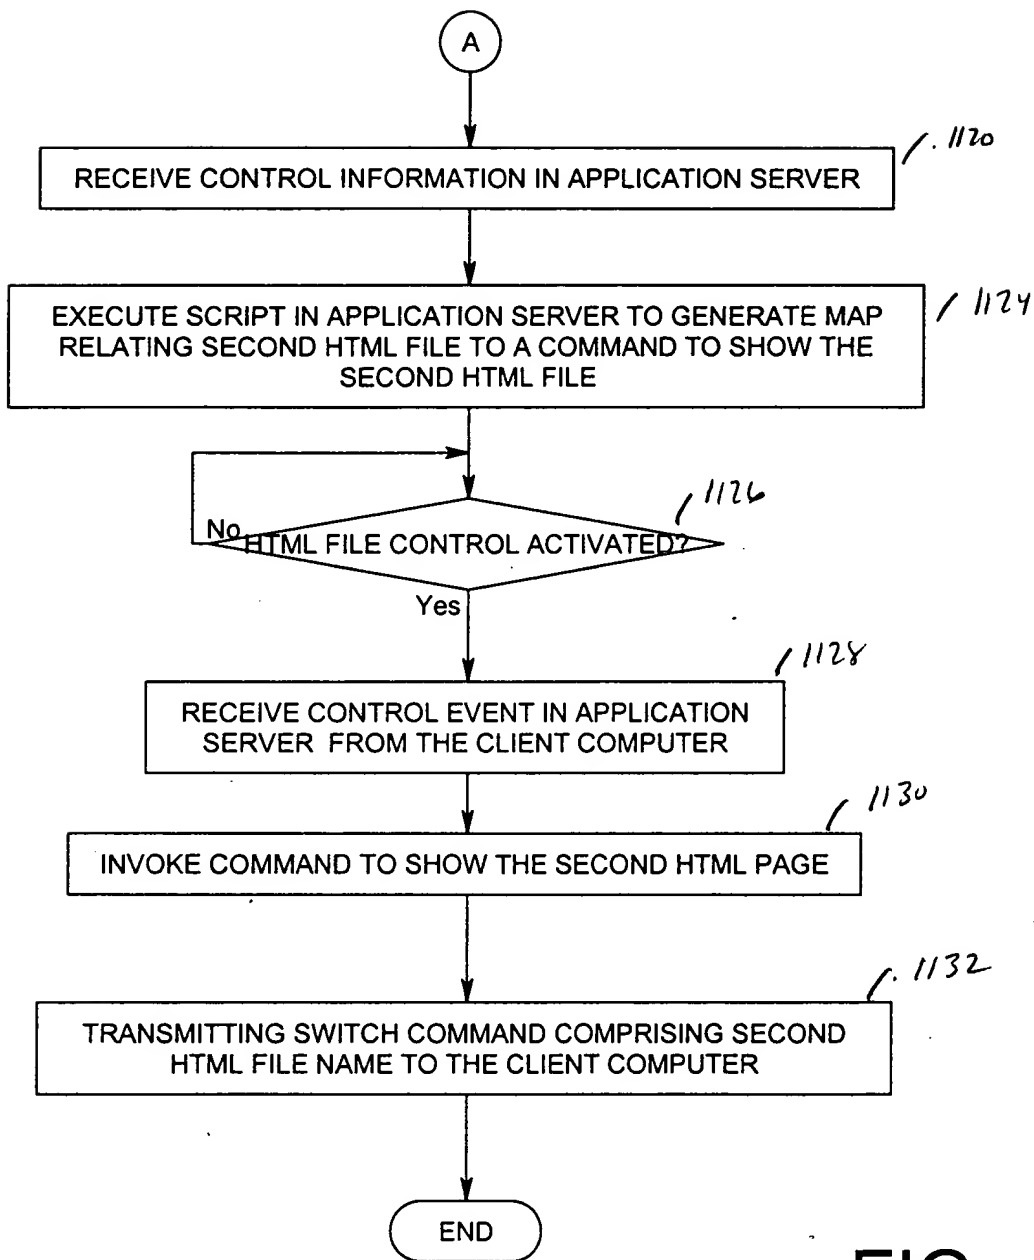 A
1120
RECEIVE CONTROL INFORMATION IN APPLICATION SERVER
1124
EXECUTE SCRIPT IN APPLICATION SERVER TO GENERATE MAP
RELATING SECOND HTML FILE TO A COMMAND TO SHOW THE
SECOND HTML FILE
1126
No
HTML FILE CONTROL ACTIVATED?
Yes
1128
RECEIVE CONTROL EVENT IN APPLICATION
SERVER FROM THE CLIENT COMPUTER
1130
INVOKE COMMAND TO SHOW THE SECOND HTML PAGE
1132
TRANSMITTING SWITCH COMMAND COMPRISING SECOND
HTML FILE NAME TO THE CLIENT COMPUTER
END
FIG